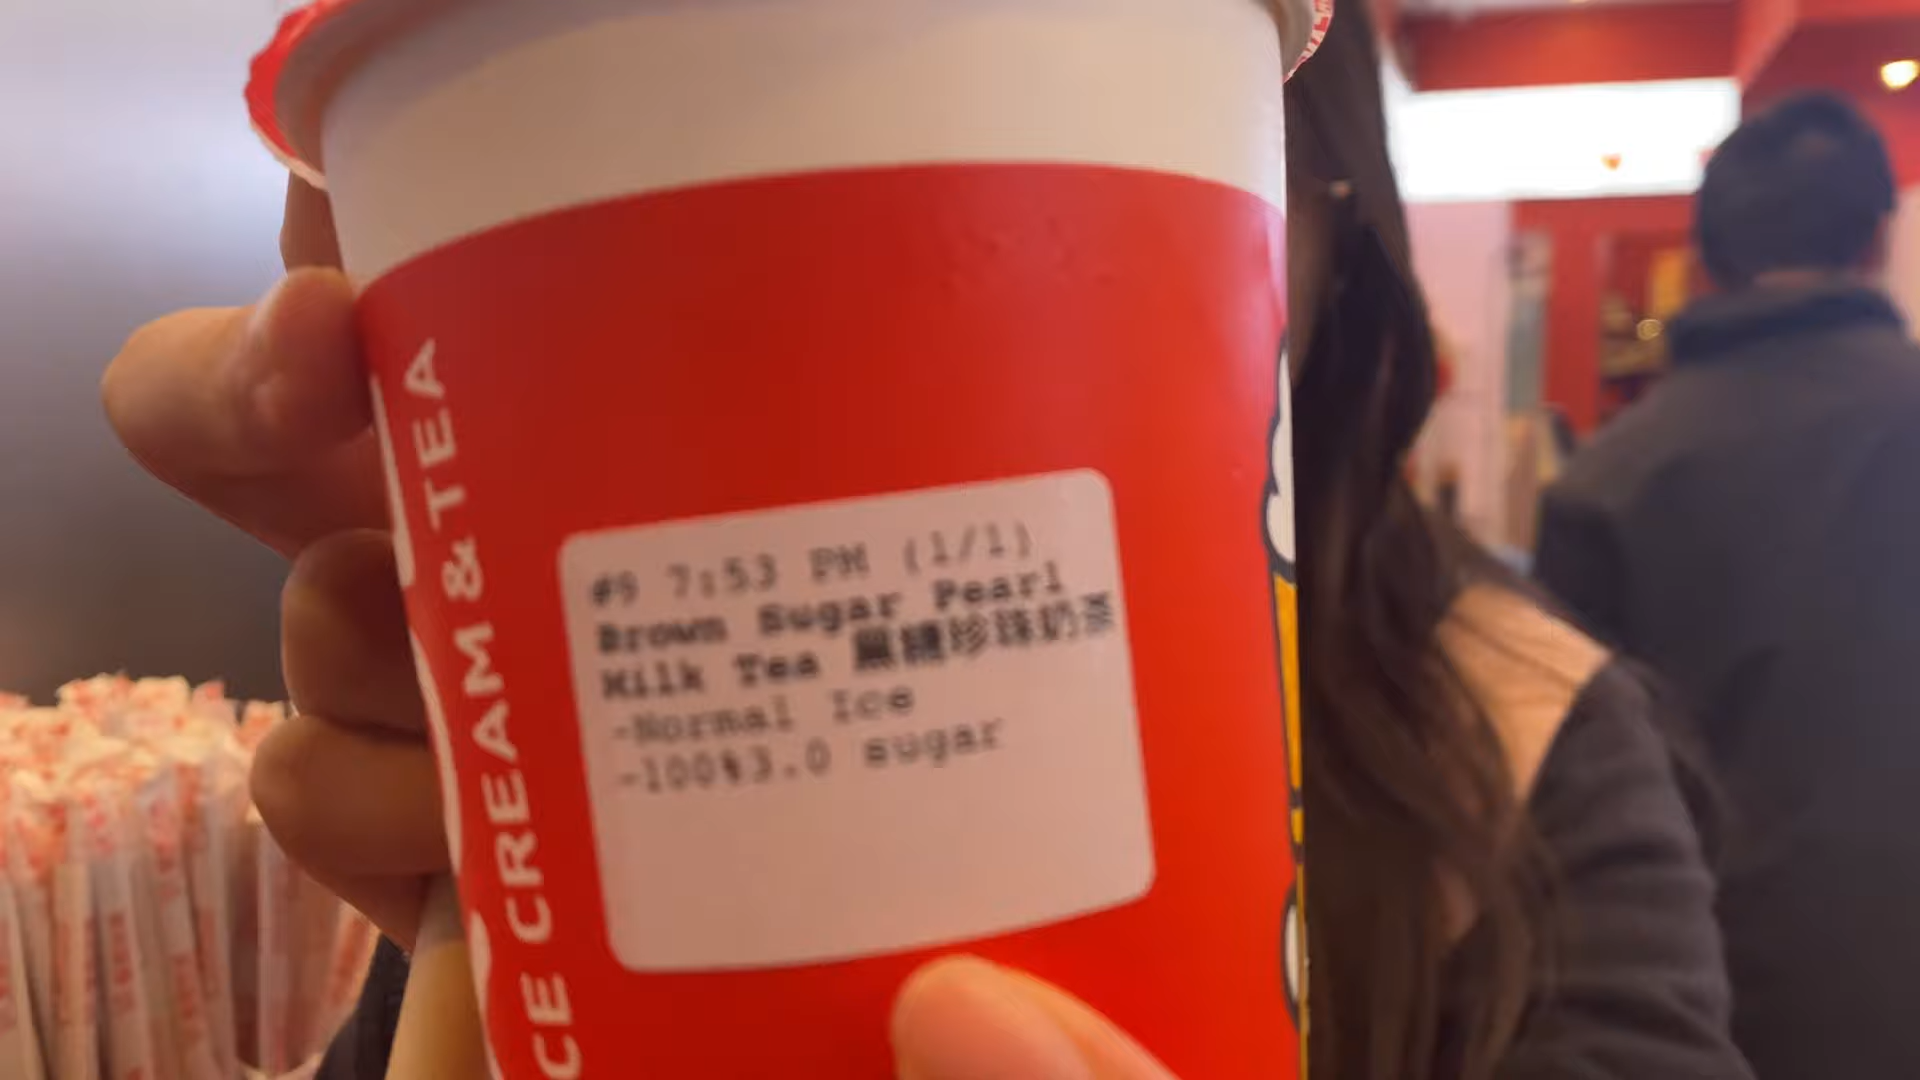 #9 7:53 PM (1/1)
Brown Sugar Pearl
Milk Tea 黑糖珍珠奶茶
-Normal Ice
-100%3.0 sugar
ICE CREAM & TEA